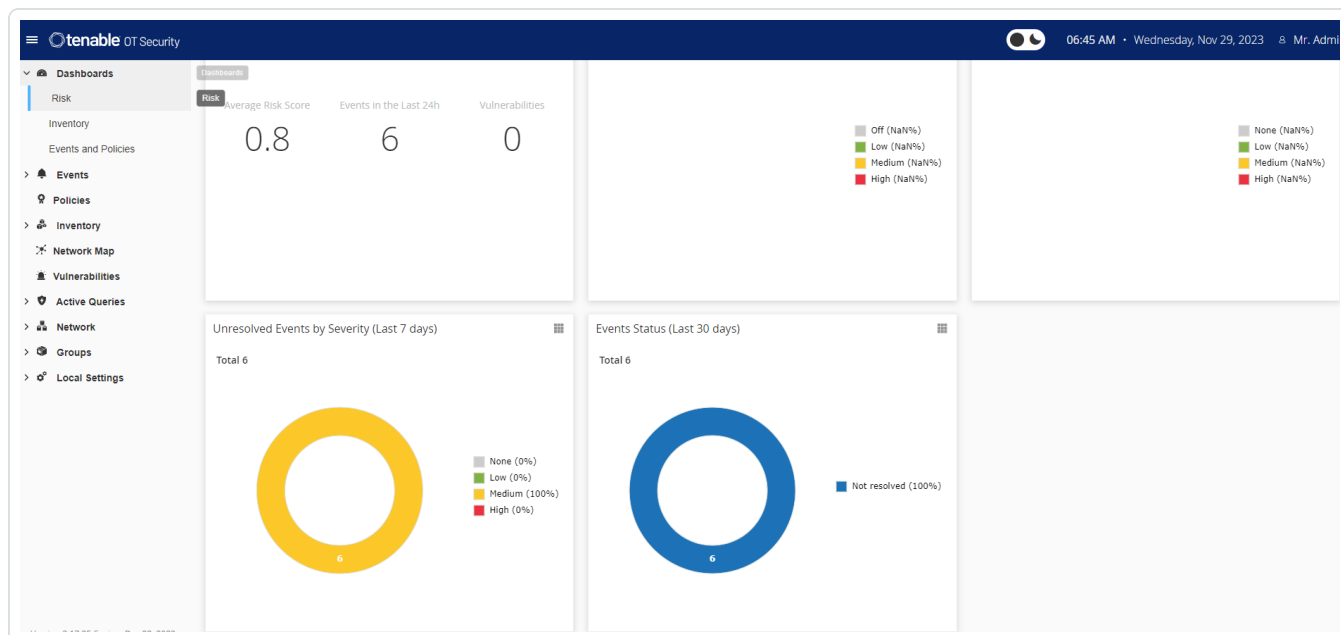 tenable OT Security
06:45 AM • Wednesday, Nov 29, 2023 Mr. Admi
Dashboards
Risk
Inventory
Events and Policies
Events
Policies
Inventory
Network Map
Vulnerabilities
Active Queries
Network
Groups
Local Settings
Dashboards
Risk
Average Risk Score
Events in the Last 24h
Vulnerabilities
0.8
6
0
Off (NaN%)
Low (NaN%)
Medium (NaN%)
High (NaN%)
None (NaN%)
Low (NaN%)
Medium (NaN%)
High (NaN%)
Unresolved Events by Severity (Last 7 days)
Total 6
6
None (0%)
Low (0%)
Medium (100%)
High (0%)
Events Status (Last 30 days)
Total 6
6
Not resolved (100%)